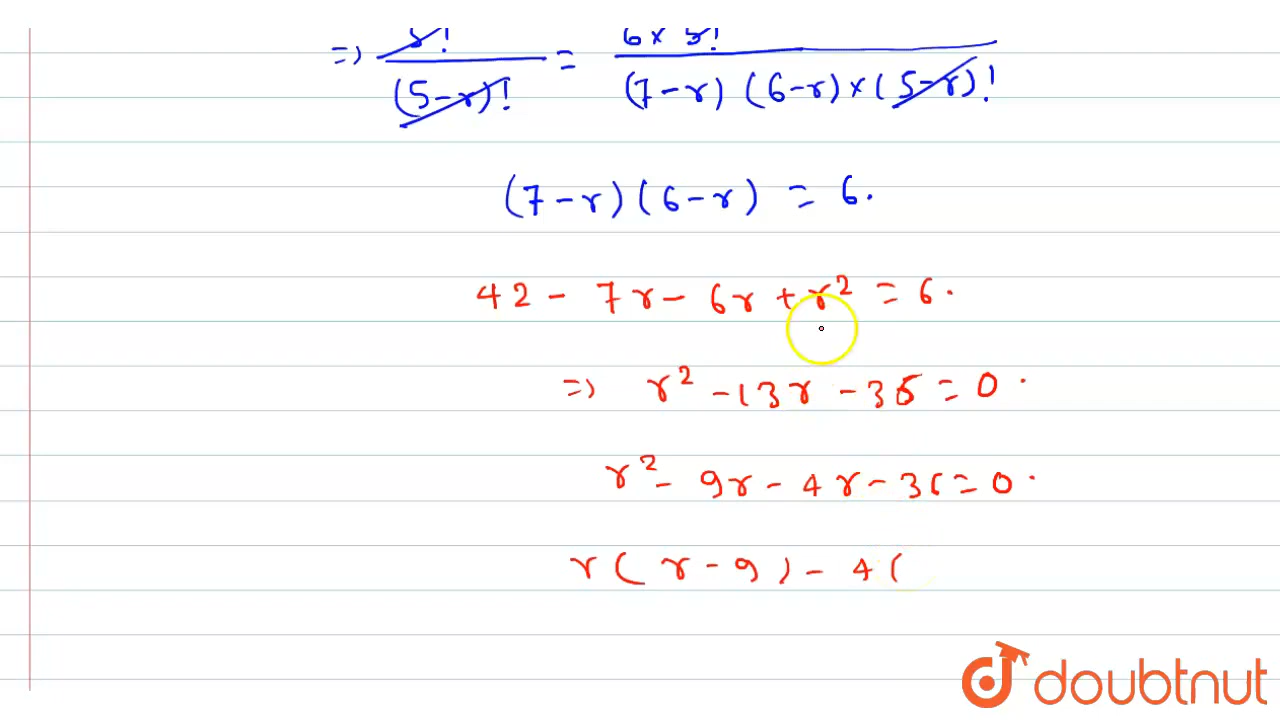 => 5! / (5-r)! = 6 × 5! / (7-r) (6-r) × (5-r)!
(7-r)(6-r) = 6.
42 - 7r - 6r + r² = 6.
=> r² - 13r - 36 = 0.
r² - 9r - 4r - 36 = 0.
r ( r - 9 ) - 4 (
doubtnut